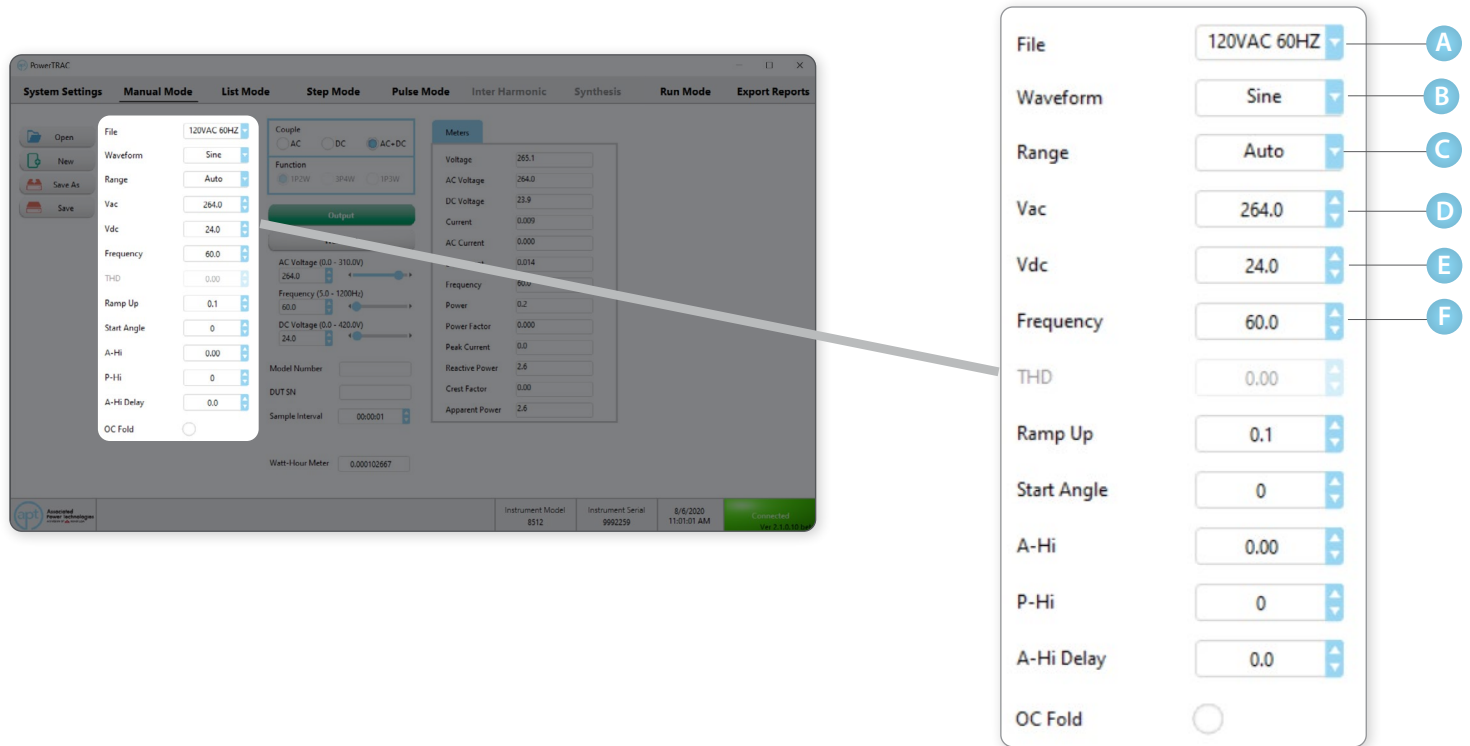 PowerTRAC
System Settings Manual Mode List Mode Step Mode Pulse Mode Inter Harmonic Synthesis Run Mode Export Reports
Open
New
Save As
Save
File 120VAC 60HZ
Waveform Sine
Range Auto
Vac 264.0
Vdc 24.0
Frequency 60.0
THD 0.00
Ramp Up 0.1
Start Angle 0
A-Hi 0.00
P-Hi 0
A-Hi Delay 0.0
OC Fold
Couple
AC DC AC+DC
Function
1P2W 3P4W 1P3W
Output
AC Voltage (0.0 - 310.0V)
264.0
Frequency (5.0 - 1200Hz)
60.0
DC Voltage (0.0 - 420.0V)
24.0
Model Number
DUT SN
Sample Interval 00:00:01
Watt-Hour Meter 0.000102667
Meters
Voltage 265.1
AC Voltage 264.0
DC Voltage 23.9
Current 0.009
AC Current 0.000
0.014
Frequency 60.0
Power 0.2
Power Factor 0.000
Peak Current 0.0
Reactive Power 2.6
Crest Factor 0.00
Apparent Power 2.6
apt Associated
Power Technologies
Instrument Model
8512
Instrument Serial
9992259
8/6/2020
11:01:01 AM
Connected
Ver 2.1.0.10
File 120VAC 60HZ A
Waveform Sine B
Range Auto C
Vac 264.0 D
Vdc 24.0 E
Frequency 60.0 F
THD 0.00
Ramp Up 0.1
Start Angle 0
A-Hi 0.00
P-Hi 0
A-Hi Delay 0.0
OC Fold